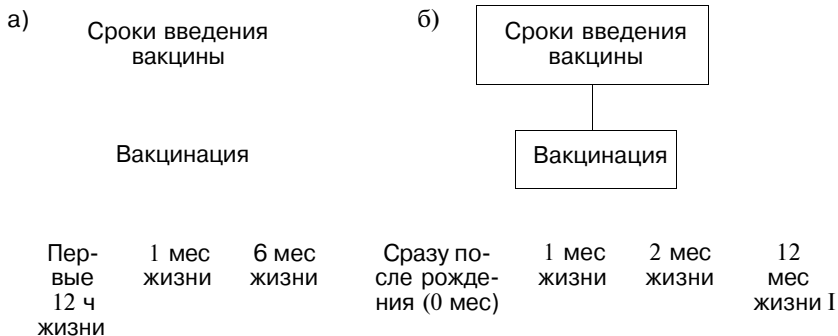 а)
Сроки введения
вакцины
Вакцинация
Пер-
вые
12 ч
жизни
1 мес
жизни
6 мес
жизни
б)
Сроки введения
вакцины
Вакцинация
Сразу по-
сле рожде-
ния (0 мес)
1 мес
жизни
2 мес
жизни
12
мес
жизни I